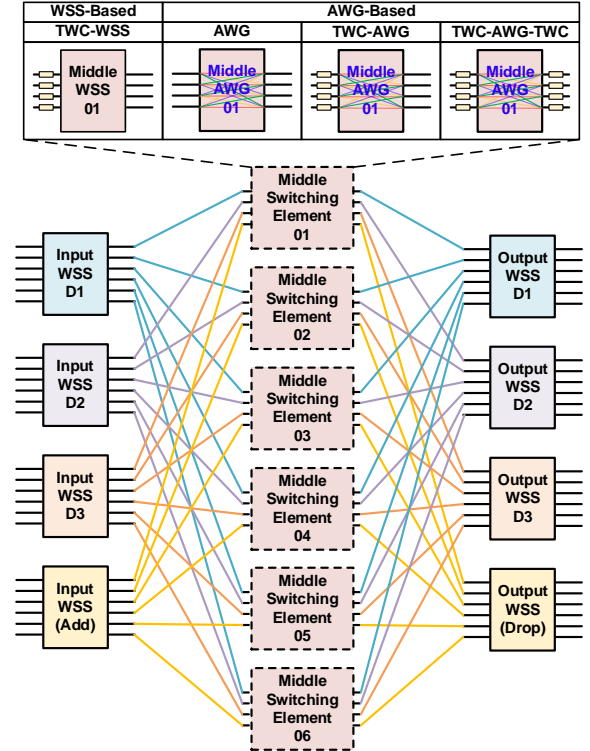 WSS-Based
AWG-Based
TWC-WSS
AWG
TWC-AWG
TWC-AWG-TWC
Middle
WSS
01
Middle
AWG
01
Middle
AWG
01
Middle
AWG
01
Middle
Switching
Element
01
Middle
Switching
Element
02
Middle
Switching
Element
03
Middle
Switching
Element
04
Middle
Switching
Element
05
Middle
Switching
Element
06
Input
WSS
D1
Input
WSS
D2
Input
WSS
D3
Input
WSS
(Add)
Output
WSS
D1
Output
WSS
D2
Output
WSS
D3
Output
WSS
(Drop)